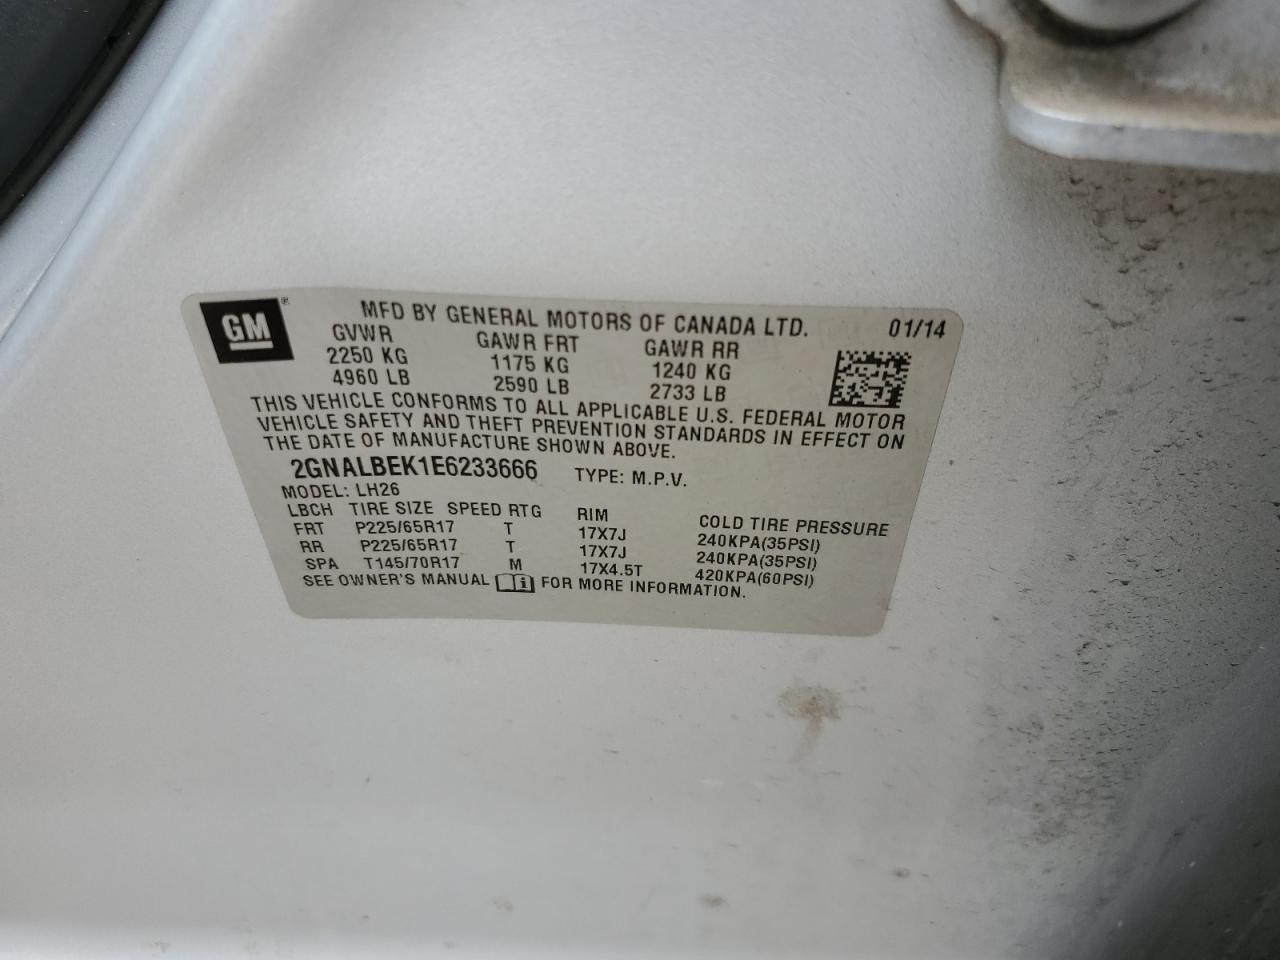 GM®
MFD BY GENERAL MOTORS OF CANADA LTD. 01/14
GVWR GAWR FRT GAWR RR
2250 KG 1175 KG 1240 KG
4960 LB 2590 LB 2733 LB
THIS VEHICLE CONFORMS TO ALL APPLICABLE U.S. FEDERAL MOTOR
VEHICLE SAFETY AND THEFT PREVENTION STANDARDS IN EFFECT ON
THE DATE OF MANUFACTURE SHOWN ABOVE.
2GNALBEK1E6233666 TYPE: M.P.V.
MODEL: LH26
LBCH TIRE SIZE SPEED RTG RIM COLD TIRE PRESSURE
FRT P225/65R17 T 17X7J 240KPA(35PSI)
RR P225/65R17 T 17X7J 240KPA(35PSI)
SPA T145/70R17 M 17X4.5T 420KPA(60PSI)
SEE OWNER'S MANUAL i FOR MORE INFORMATION.